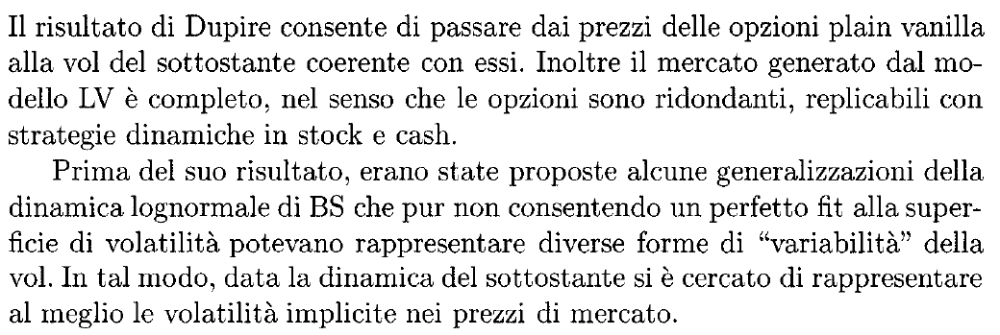 Il risultato di Dupire consente di passare dai prezzi delle opzioni plain vanilla
alla vol del sottostante coerente con essi. Inoltre il mercato generato dal mo-
dello LV è completo, nel senso che le opzioni sono ridondanti, replicabili con
strategie dinamiche in stock e cash.
Prima del suo risultato, erano state proposte alcune generalizzazioni della
dinamica lognormale di BS che pur non consentendo un perfetto fit alla super-
ficie di volatilità potevano rappresentare diverse forme di “variabilità” della
vol. In tal modo, data la dinamica del sottostante si è cercato di rappresentare
al meglio le volatilità implicite nei prezzi di mercato.